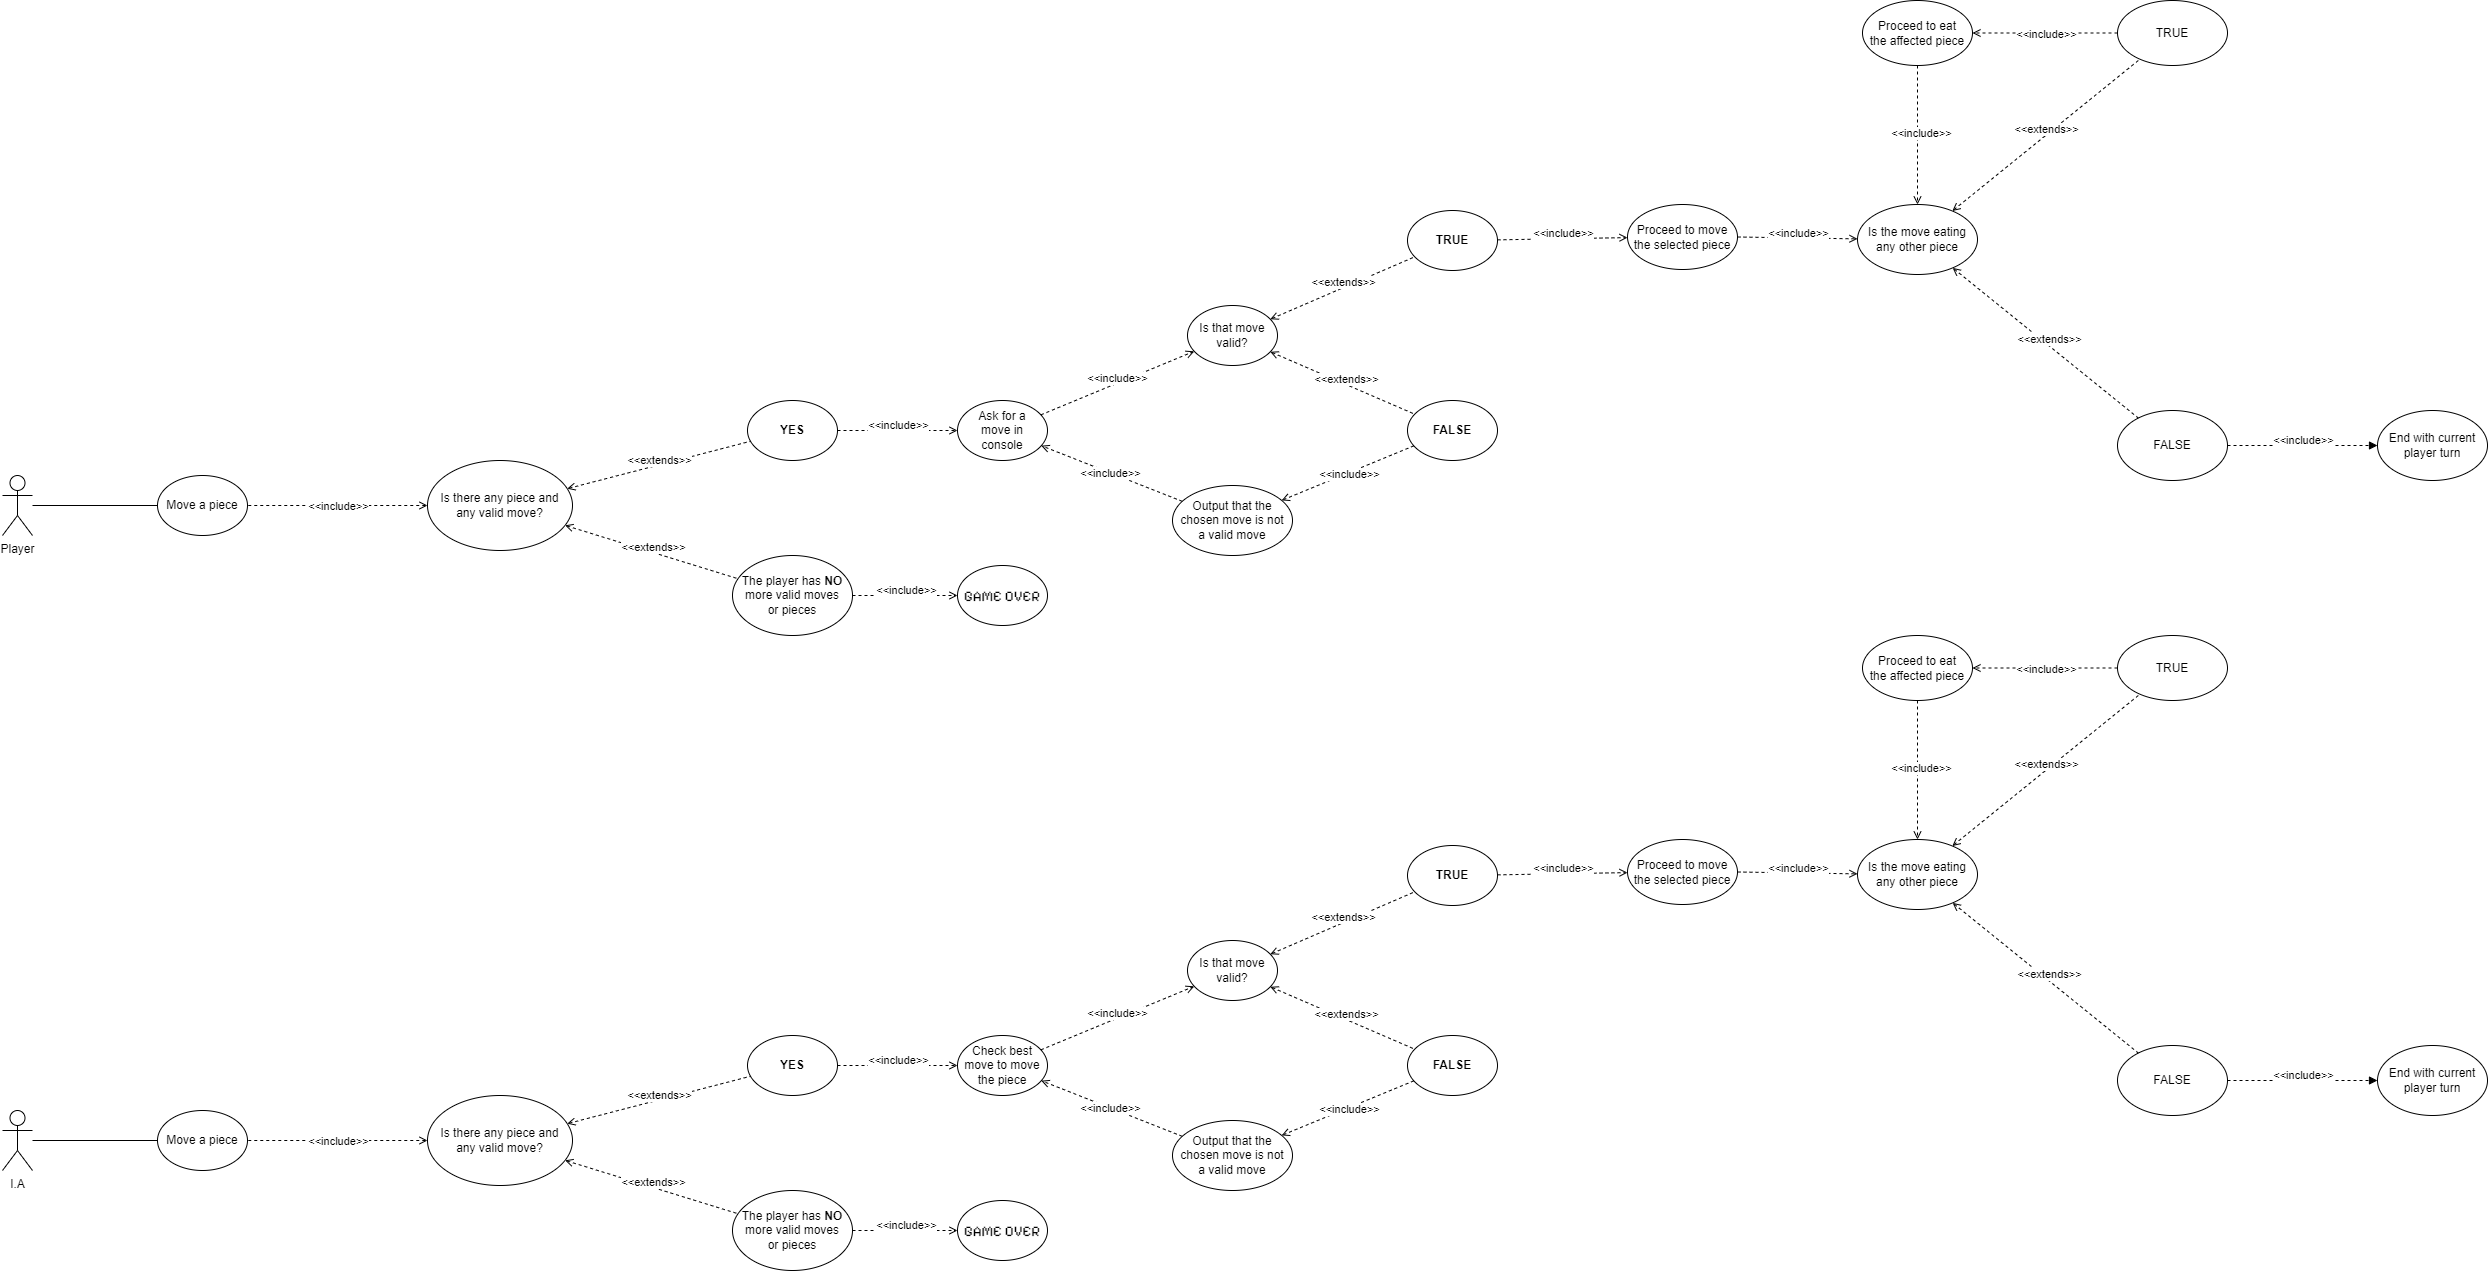 Proceed to eat
the affected piece
<<include>>
TRUE
<<include>>
<<extends>>
TRUE
<<include>>
Proceed to move
the selected piece
<<include>>
Is the move eating
any other piece
<<extends>>
Is that move
valid?
<<extends>>
<<include>>
<<extends>>
YES
<<include>>
Ask for a
move in
console
FALSE
FALSE
<<include>>
End with current
player turn
<<extends>>
<<include>>
<<include>>
Player
Move a piece
<<include>>
Is there any piece and
any valid move?
Output that the
chosen move is not
a valid move
<<extends>>
The player has NO
more valid moves
or pieces
<<include>>
GAME OVER
Proceed to eat
the affected piece
<<include>>
TRUE
<<include>>
<<extends>>
TRUE
<<include>>
Proceed to move
the selected piece
<<include>>
Is the move eating
any other piece
<<extends>>
Is that move
valid?
<<extends>>
<<include>>
<<extends>>
YES
<<include>>
Check best
move to move
the piece
FALSE
FALSE
<<include>>
End with current
player turn
<<extends>>
<<include>>
<<include>>
I.A
Move a piece
<<include>>
Is there any piece and
any valid move?
Output that the
chosen move is not
a valid move
<<extends>>
The player has NO
more valid moves
or pieces
<<include>>
GAME OVER